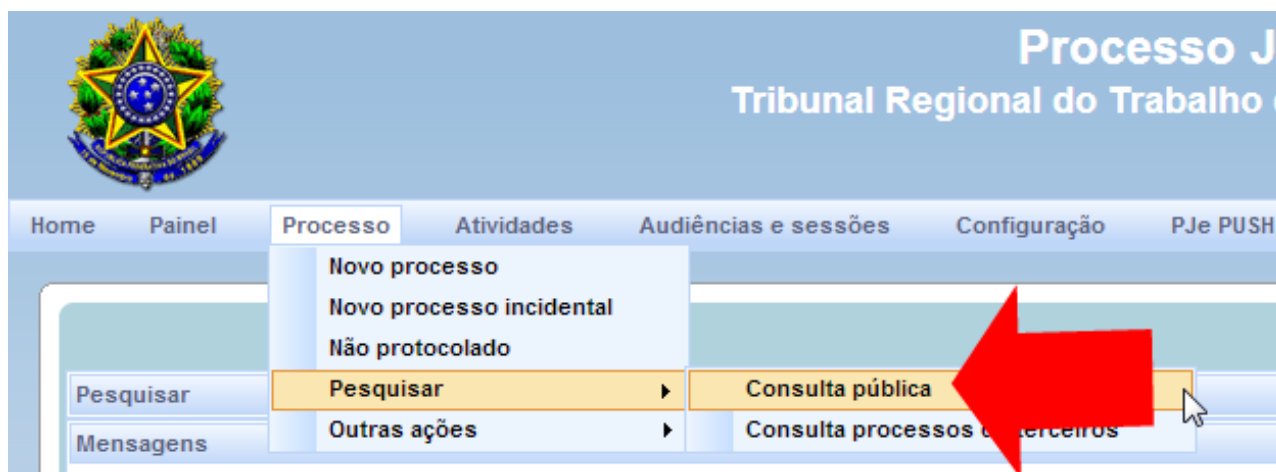 Processo J
Tribunal Regional do Trabalho
Home Painel Processo Atividades Audiências e sessões Configuração PJe PUSH
Novo processo
Novo processo incidental
Não protocolado
Pesquisar Pesquisar Consulta pública
Mensagens Outras ações Consulta processos terceiros